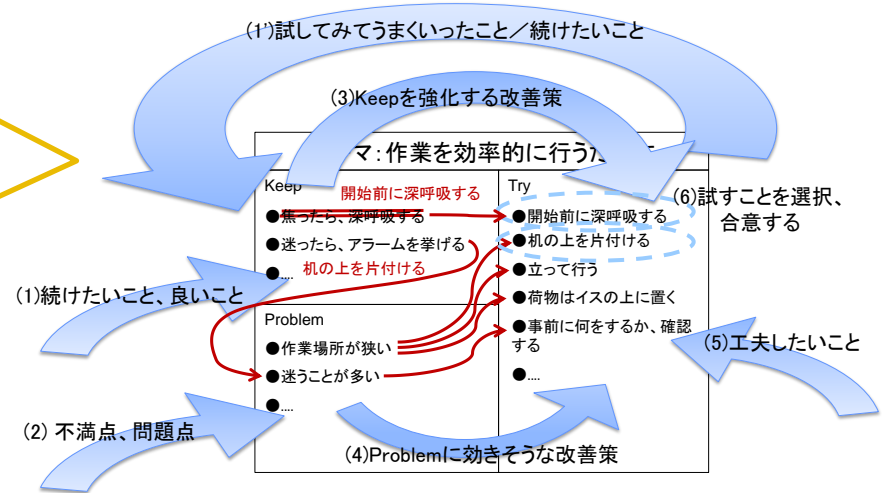 (1')試してみてうまくいったこと／続けたいこと
(3)Keepを強化する改善策
マ：作業を効率的に行うた
Keep
開始前に深呼吸する
●焦ったら、深呼吸する
●迷ったら、アラームを挙げる
●....
机の上を片付ける
Try
●開始前に深呼吸する
●机の上を片付ける
●立って行う
●荷物はイスの上に置く
●事前に何をするか、確認
する
●....
(6)試すことを選択、
合意する
(1)続けたいこと、良いこと
Problem
●作業場所が狭い
●迷うことが多い
●....
(5)工夫したいこと
(2) 不満点、問題点
(4)Problemに効きそうな改善策